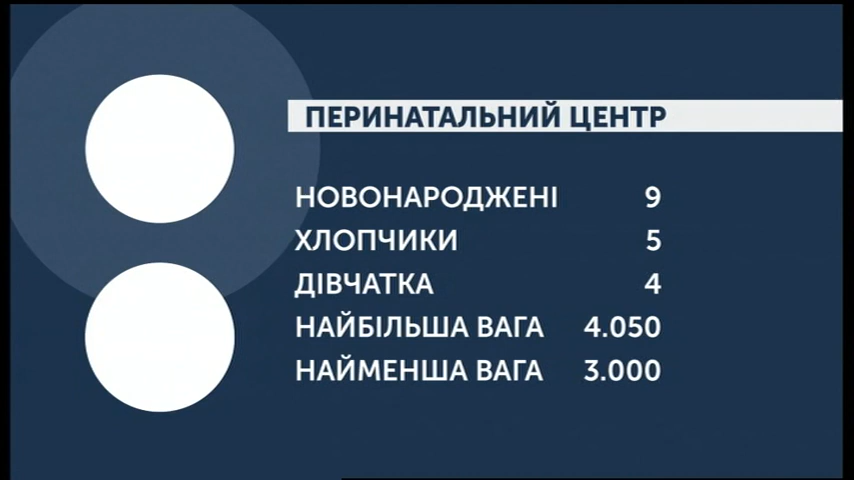 ПЕРИНАТАЛЬНИЙ ЦЕНТР
НОВОНАРОДЖЕНІ 9
ХЛОПЧИКИ 5
ДІВЧАТКА 4
НАЙБІЛЬША ВАГА 4.050
НАЙМЕНША ВАГА 3.000